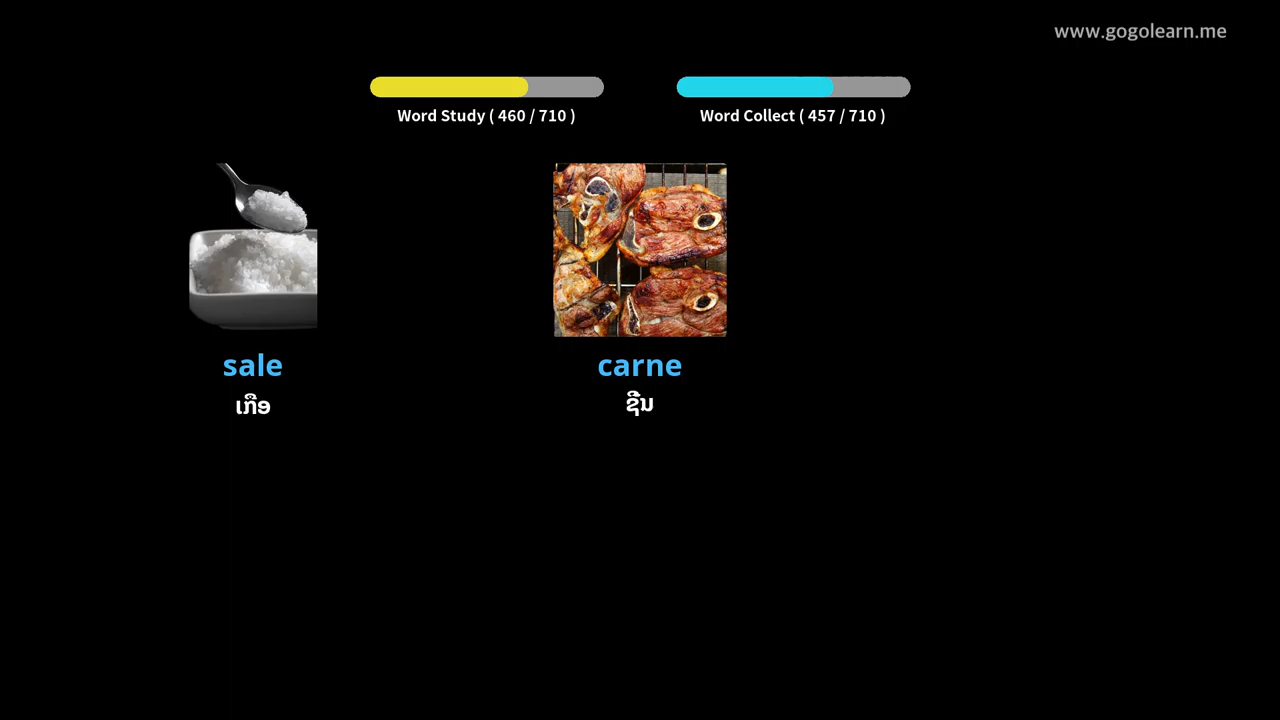 www.gogolearn.me
Word Study ( 460 / 710 )
Word Collect ( 457 / 710 )
sale
ເກືອ
carne
ຊີ້ນ